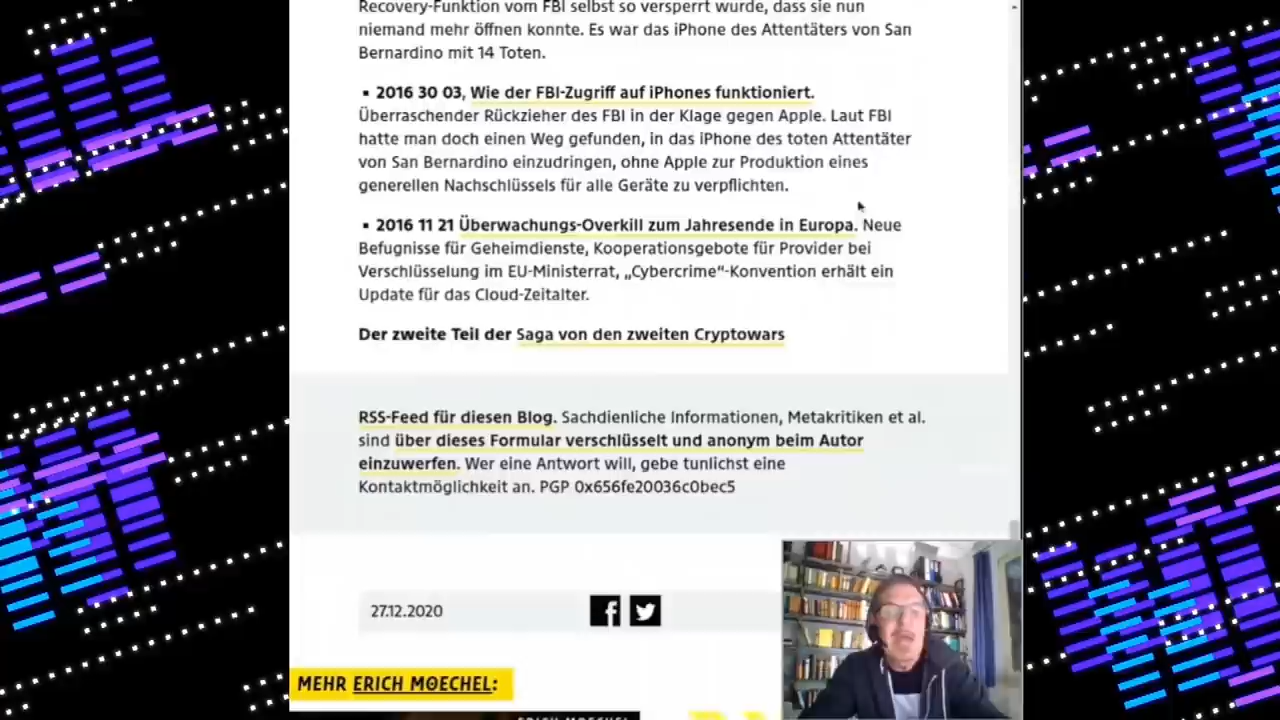 Recovery-Funktion vom FBI selbst so versperrt wurde, dass sie nun
niemand mehr öffnen konnte. Es war das iPhone des Attentäters von San
Bernardino mit 14 Toten.
▪ 2016 30 03, Wie der FBI-Zugriff auf iPhones funktioniert.
Überraschender Rückzieher des FBI in der Klage gegen Apple. Laut FBI
hatte man doch einen Weg gefunden, in das iPhone des toten Attentäter
von San Bernardino einzudringen, ohne Apple zur Produktion eines
generellen Nachschlüssels für alle Geräte zu verpflichten.
▪ 2016 11 21 Überwachungs-Overkill zum Jahresende in Europa. Neue
Befugnisse für Geheimdienste, Kooperationsgebote für Provider bei
Verschlüsselung im EU-Ministerrat, „Cybercrime“-Konvention erhält ein
Update für das Cloud-Zeitalter.
Der zweite Teil der Saga von den zweiten Cryptowars
RSS-Feed für diesen Blog. Sachdienliche Informationen, Metakritiken et al.
sind über dieses Formular verschlüsselt und anonym beim Autor
einzuwerfen. Wer eine Antwort will, gebe tunlichst eine
Kontaktmöglichkeit an. PGP 0x656fe20036c0bec5
27.12.2020
MEHR ERICH MOECHEL:
ERICH MOECHEL